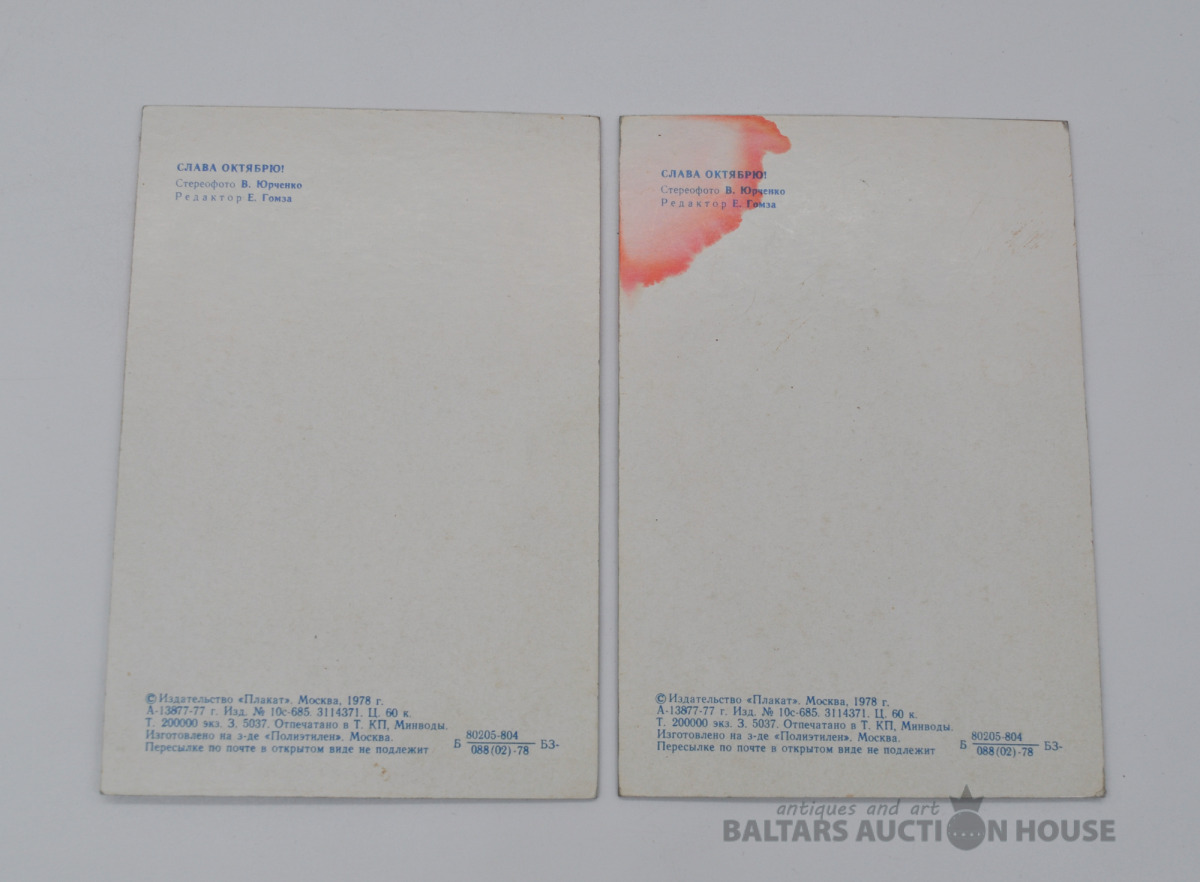 СЛАВА ОКТЯБРЮ!
Стереофото В. Юрченко
Редактор Е. Гомза
© Издательство «Плакат». Москва, 1978 г.
А-13877-77 г. Изд. № 10с-685. 3114371. Ц. 60 к.
Т. 200000 экз. З. 5037. Отпечатано в Т. КП, Минводы.
Изготовлено на з-де «Полиэтилен». Москва.
Пересылке по почте в открытом виде не подлежит
Б 80205-804 БЗ-
088(02)-78
СЛАВА ОКТЯБРЮ!
Стереофото В. Юрченко
Редактор Е. Гомза
© Издательство «Плакат». Москва, 1978 г.
А-13877-77 г. Изд. № 10с-685. 3114371. Ц. 60 к.
Т. 200000 экз. З. 5037. Отпечатано в Т. КП, Минводы.
Изготовлено на з-де «Полиэтилен». Москва.
Пересылке по почте в открытом виде не подлежит
Б 80205-804 БЗ-
088(02)-78
antiques and art
BALTARS AUCTION HOUSE